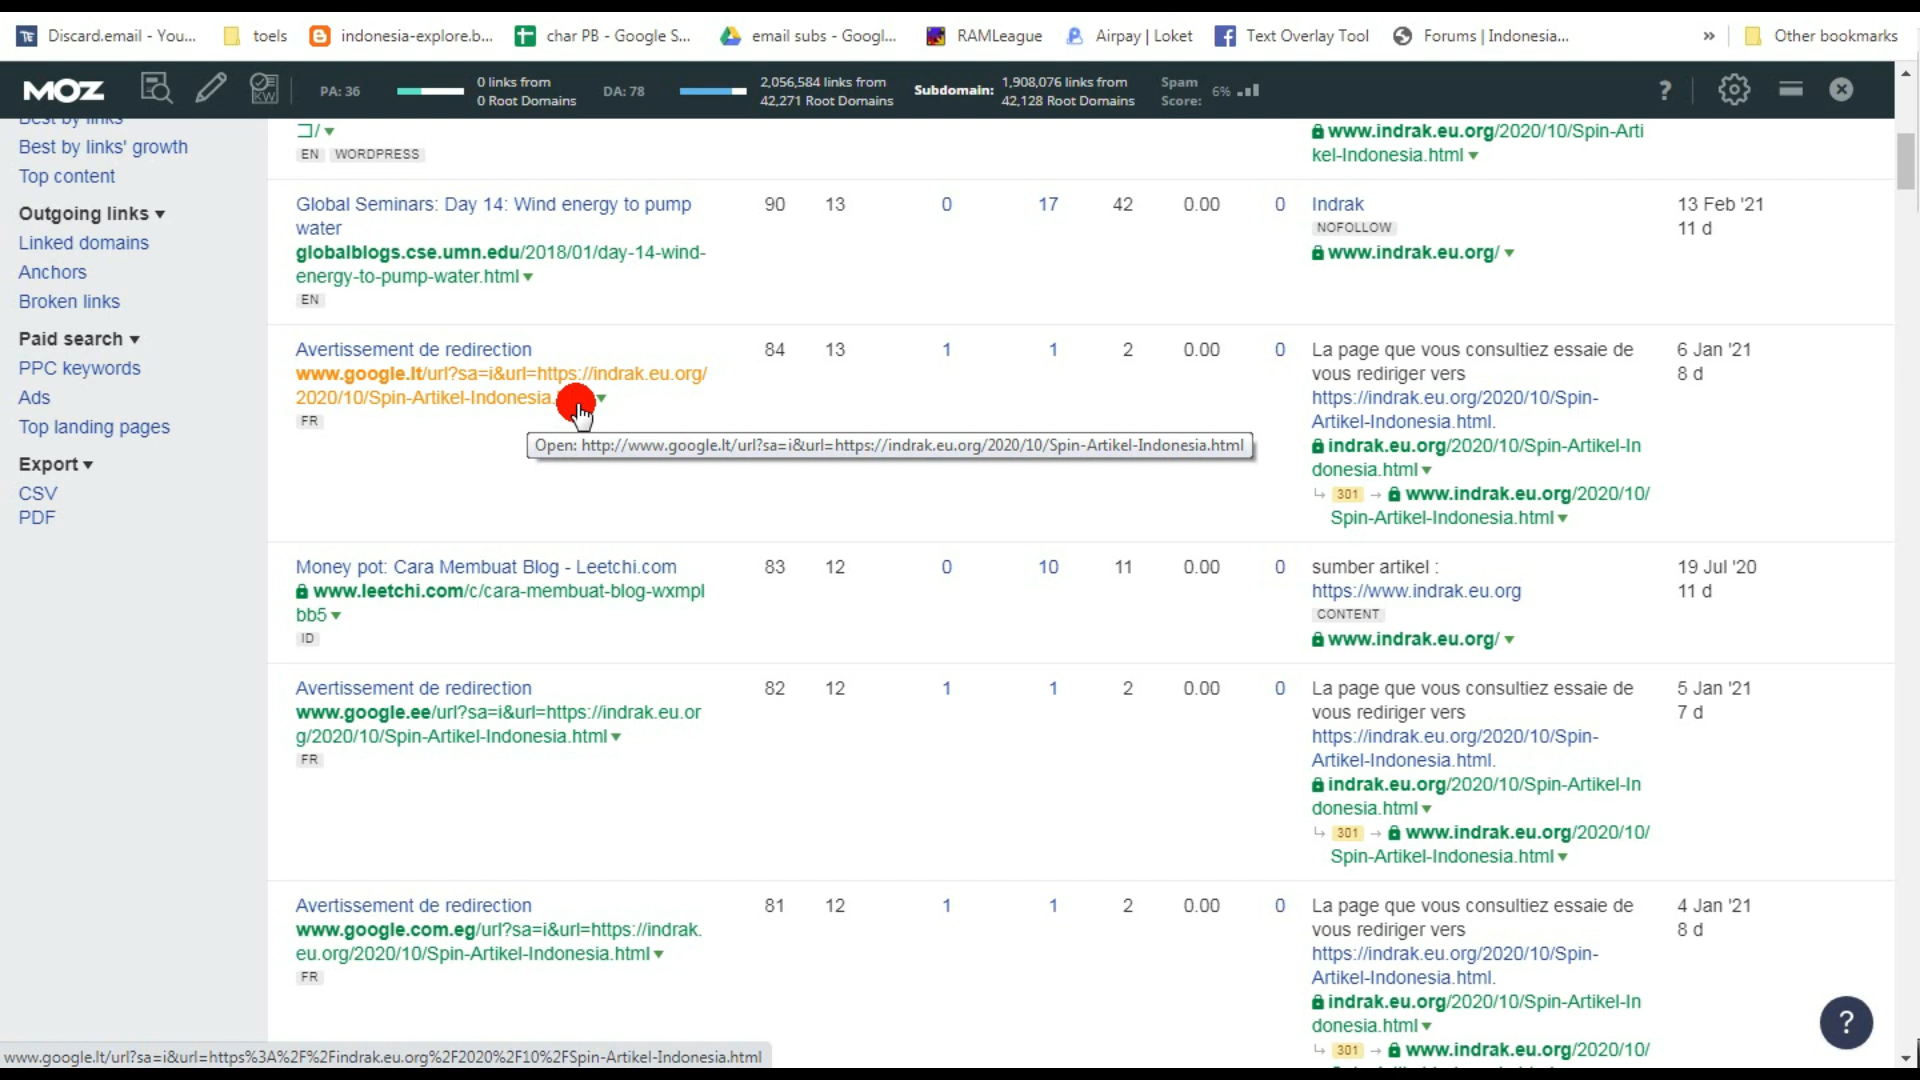 Discard.email - You... toels indonesia-explore.b... char PB - Google S... email subs - Googl... RAMLeague Airpay | Loket Text Overlay Tool Forums | Indonesia... » Other bookmarks
MOZ PA: 36 0 links from DA: 78 2,056,584 links from Subdomain: 1,908,076 links from Spam 6% ?
0 Root Domains 42,271 Root Domains 42,128 Root Domains Score:
Best by links
Best by links' growth
Top content
Outgoing links
Linked domains
Anchors
Broken links
Paid search
PPC keywords
Ads
Top landing pages
Export
CSV
PDF
コ/
EN WORDPRESS
www.indrak.eu.org/2020/10/Spin-Arti
kel-Indonesia.html
Global Seminars: Day 14: Wind energy to pump
water
globalblogs.cse.umn.edu/2018/01/day-14-wind-
energy-to-pump-water.html
EN
90 13 0 17 42 0.00 0
Indrak
NOFOLLOW
www.indrak.eu.org/
13 Feb '21
11 d
Avertissement de redirection
www.google.lt/url?sa=i&url=https://indrak.eu.org/
2020/10/Spin-Artikel-Indonesia.
FR
84 13 1 1 2 0.00 0
La page que vous consultiez essaie de
vous rediriger vers
https://indrak.eu.org/2020/10/Spin-
Artikel-Indonesia.html.
indrak.eu.org/2020/10/Spin-Artikel-In
donesia.html
301 → www.indrak.eu.org/2020/10/
Spin-Artikel-Indonesia.html
6 Jan '21
8 d
Open: http://www.google.lt/url?sa=i&url=https://indrak.eu.org/2020/10/Spin-Artikel-Indonesia.html
Money pot: Cara Membuat Blog - Leetchi.com
www.leetchi.com/c/cara-membuat-blog-wxmpl
bb5
ID
83 12 0 10 11 0.00 0
sumber artikel :
https://www.indrak.eu.org
CONTENT
www.indrak.eu.org/
19 Jul '20
11 d
Avertissement de redirection
www.google.ee/url?sa=i&url=https://indrak.eu.or
g/2020/10/Spin-Artikel-Indonesia.html
FR
82 12 1 1 2 0.00 0
La page que vous consultiez essaie de
vous rediriger vers
https://indrak.eu.org/2020/10/Spin-
Artikel-Indonesia.html.
indrak.eu.org/2020/10/Spin-Artikel-In
donesia.html
301 → www.indrak.eu.org/2020/10/
Spin-Artikel-Indonesia.html
5 Jan '21
7 d
Avertissement de redirection
www.google.com.eg/url?sa=i&url=https://indrak.
eu.org/2020/10/Spin-Artikel-Indonesia.html
FR
81 12 1 1 2 0.00 0
La page que vous consultiez essaie de
vous rediriger vers
https://indrak.eu.org/2020/10/Spin-
Artikel-Indonesia.html.
indrak.eu.org/2020/10/Spin-Artikel-In
donesia.html
301 → www.indrak.eu.org/2020/10/
4 Jan '21
8 d
?
www.google.lt/url?sa=i&url=https%3A%2F%2Findrak.eu.org%2F2020%2F10%2FSpin-Artikel-Indonesia.html